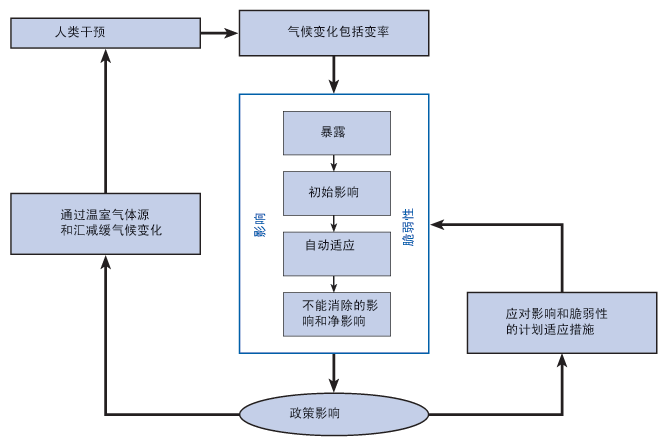 人类干预
气候变化包括变率
暴露
初始影响
自动适应
不能消除的影
响和净影响
影响
脆弱性
通过温室气体源
和汇减缓气候变化
应对影响和脆弱性
的计划适应措施
政策影响